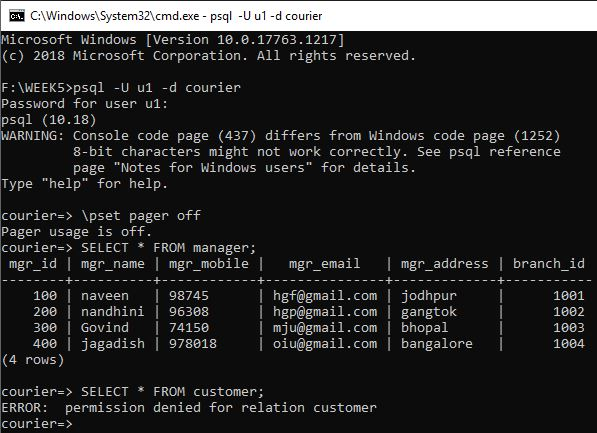 C:\Windows\System32\cmd.exe - psql  -U u1 -d courier
Microsoft Windows [Version 10.0.17763.1217]
(c) 2018 Microsoft Corporation. All rights reserved.
F:\WEEK5>psql -U u1 -d courier
Password for user u1:
psql (10.18)
WARNING: Console code page (437) differs from Windows code page (1252)
         8-bit characters might not work correctly. See psql reference
         page "Notes for Windows users" for details.
Type "help" for help.
courier=> \pset pager off
Pager usage is off.
courier=> SELECT * FROM manager;
 mgr_id | mgr_name | mgr_mobile |   mgr_email   | mgr_address | branch_id
--------+----------+------------+---------------+-------------+-----------
    100 | naveen   | 98745      | hgf@gmail.com | jodhpur     |      1001
    200 | nandhini | 96308      | hgp@gmail.com | gangtok     |      1002
    300 | Govind   | 74150      | mju@gmail.com | bhopal      |      1003
    400 | jagadish | 978018     | oiu@gmail.com | bangalore   |      1004
(4 rows)
courier=> SELECT * FROM customer;
ERROR:  permission denied for relation customer
courier=>